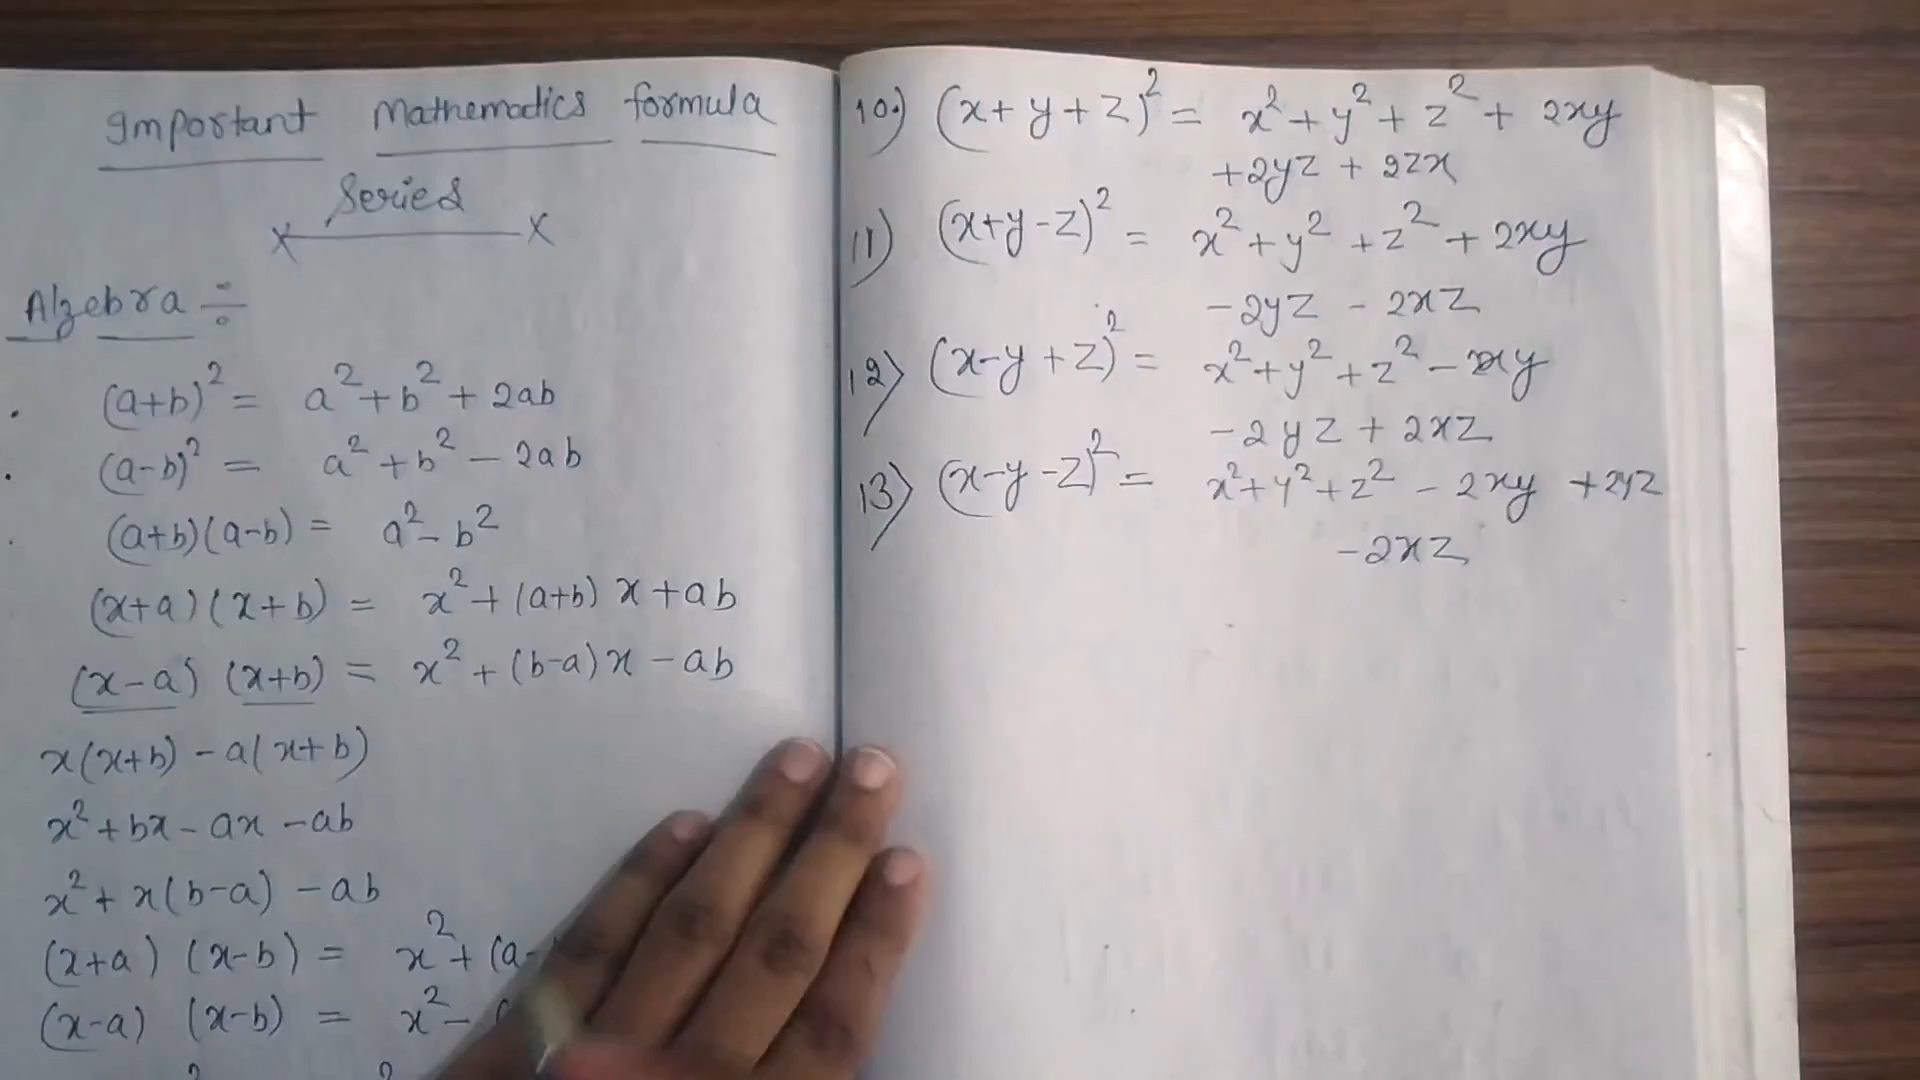 Important Mathematics formula
Series
x x
Algebra ÷
. (a+b)² = a²+b² + 2ab
. (a-b)² = a² + b² - 2ab
. (a+b)(a-b) = a² - b²
(x+a)(x+b) = x² + (a+b) x + ab
(x-a) (x+b) = x² + (b-a)x - ab
x(x+b) - a(x+b)
x² + bx - ax - ab
x² + x(b-a) - ab
(x+a) (x-b) = x² + (a-
(x-a) (x-b) = x² - (
2 2
10.) (x+y+z)² = x² + y² + z² + 2xy
+2yz + 2zx
11) (x+y-z)² = x² + y² + z² + 2xy
- 2yz - 2xz
12) (x-y+z)² = x² + y² + z² - xy
- 2yz + 2xz
13) (x-y-z)² = x² + y² + z² - 2xy + 2yz
- 2xz